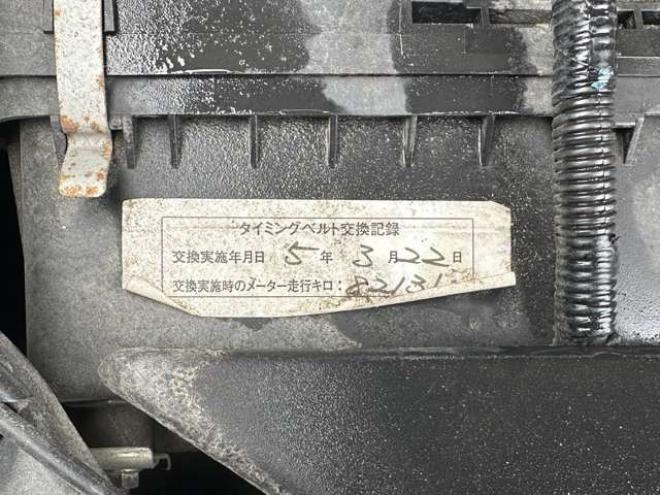 タイミングベルト交換記録
交換実施年月日 5 年 3 月 22 日
交換実施時のメーター走行キロ：82131